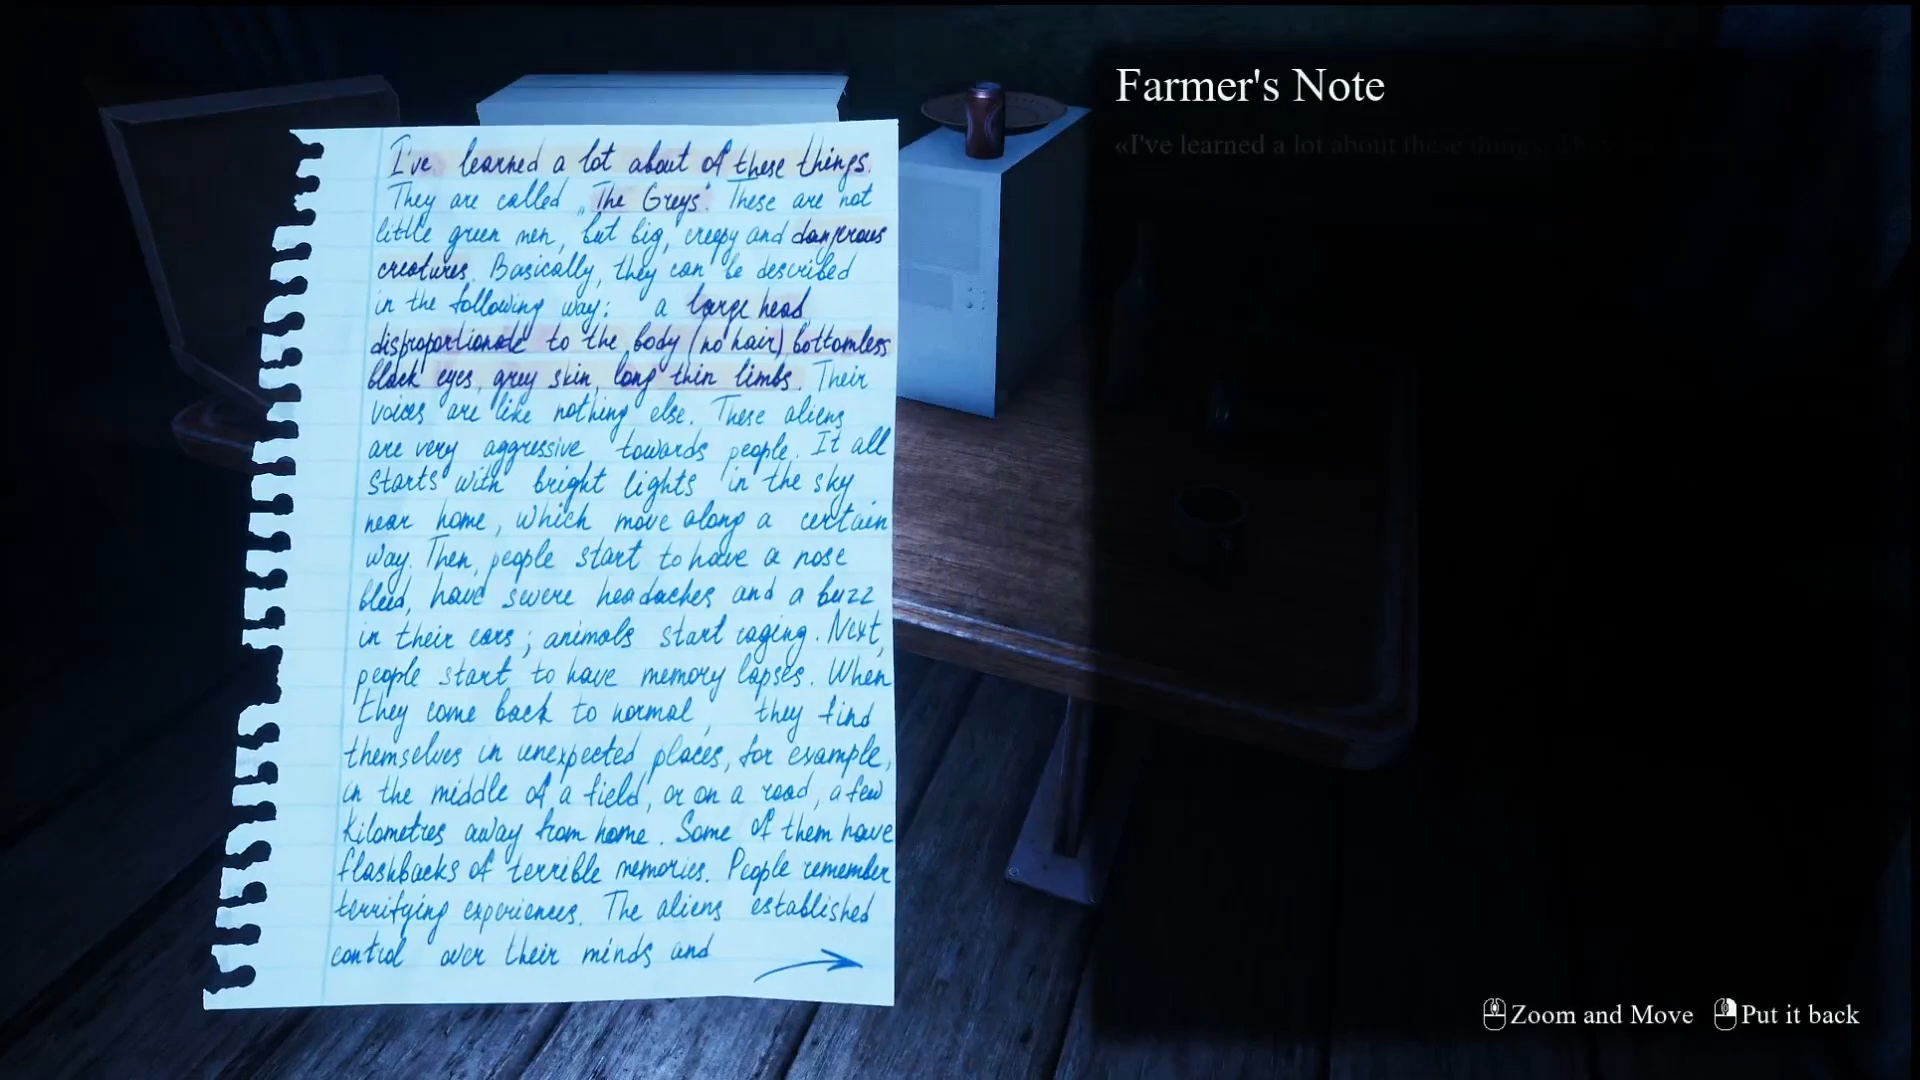 I've learned a lot about of these things.
They are called „The Greys". These are not
little green men, but big, creepy and dangerous
creatures. Basically, they can be described
in the following way: a large head
disproportionate to the body (no hair) bottomless
black eyes, grey skin, long thin limbs. Their
voices are like nothing else. These aliens
are very aggressive towards people. It all
starts with bright lights in the sky
near home, which move along a certain
way. Then, people start to have a nose
bleed, have severe headaches and a buzz
in their ears; animals start raging. Next,
people start to have memory lapses. When
they come back to normal, they find
themselves in unexpected places, for example,
in the middle of a field, or on a road, a few
kilometres away from home. Some of them have
flashbacks of terrible memories. People remember
terrifying experiences. The aliens established
control over their minds and
Farmer's Note
«I've learned a lot about these things. They
Zoom and Move Put it back